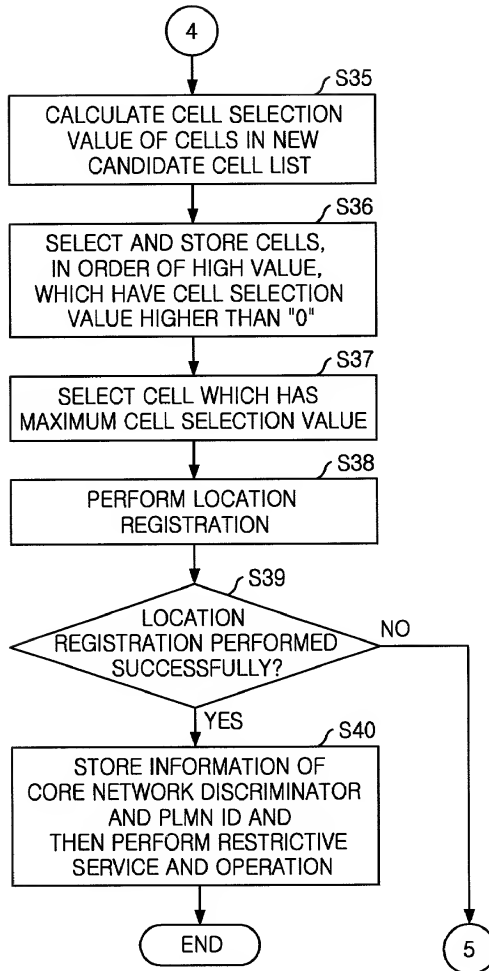 4
S35
CALCULATE CELL SELECTION
VALUE OF CELLS IN NEW
CANDIDATE CELL LIST
S36
SELECT AND STORE CELLS,
IN ORDER OF HIGH VALUE,
WHICH HAVE CELL SELECTION
VALUE HIGHER THAN "0"
S37
SELECT CELL WHICH HAS
MAXIMUM CELL SELECTION VALUE
S38
PERFORM LOCATION
REGISTRATION
S39
LOCATION
REGISTRATION PERFORMED
SUCCESSFULLY?
NO
YES
S40
STORE INFORMATION OF
CORE NETWORK DISCRIMINATOR
AND PLMN ID AND
THEN PERFORM RESTRICTIVE
SERVICE AND OPERATION
END
5